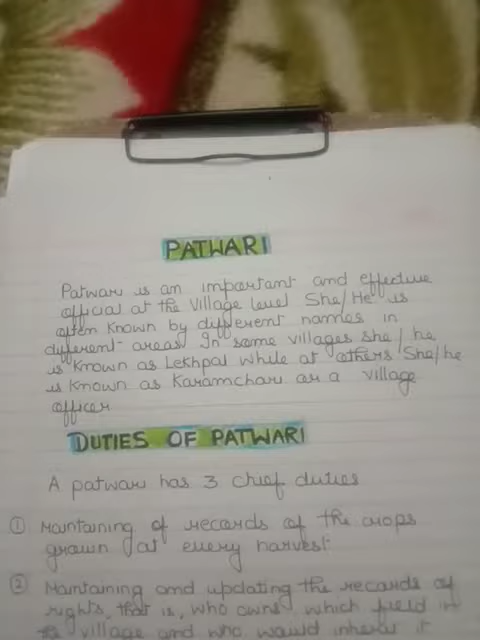 PATWARI
Patwari is an important and effective
official at the Village level She/He is
often known by different names in
different areas In some villages she/he
is known as Lekhpal while at others She/he
is known as Karamchari or a village
officer
DUTIES OF PATWARI
A patwari has 3 chief duties
① Maintaining of records of the crops
grown at every harvest.
② Maintaining and updating the records of
rights, that is, who owns which field in
the village and who would inherit it